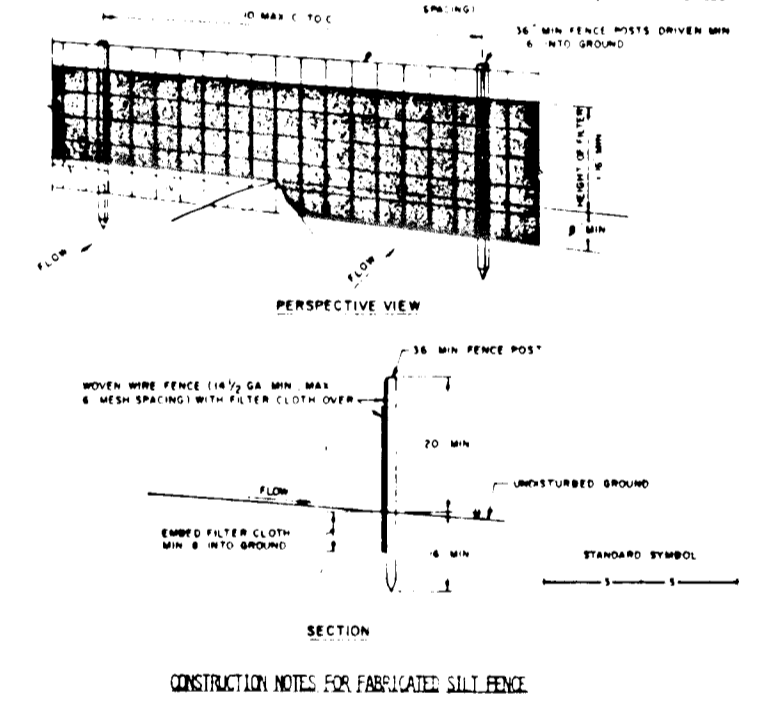 SPACING)
10 MAX C TO C
36" MIN FENCE POSTS DRIVEN MIN
6 INTO GROUND
HEIGHT OF FILTER
16 MIN
8 MIN
FLOW
FLOW
PERSPECTIVE VIEW
36 MIN FENCE POST
WOVEN WIRE FENCE (14 1/2 GA MIN, MAX
6 MESH SPACING) WITH FILTER CLOTH OVER
20 MIN
FLOW
UNDISTURBED GROUND
EMBED FILTER CLOTH
MIN 8 INTO GROUND
6 MIN
STANDARD SYMBOL
S S
SECTION
CONSTRUCTION NOTES FOR FABRICATED SILT FENCE